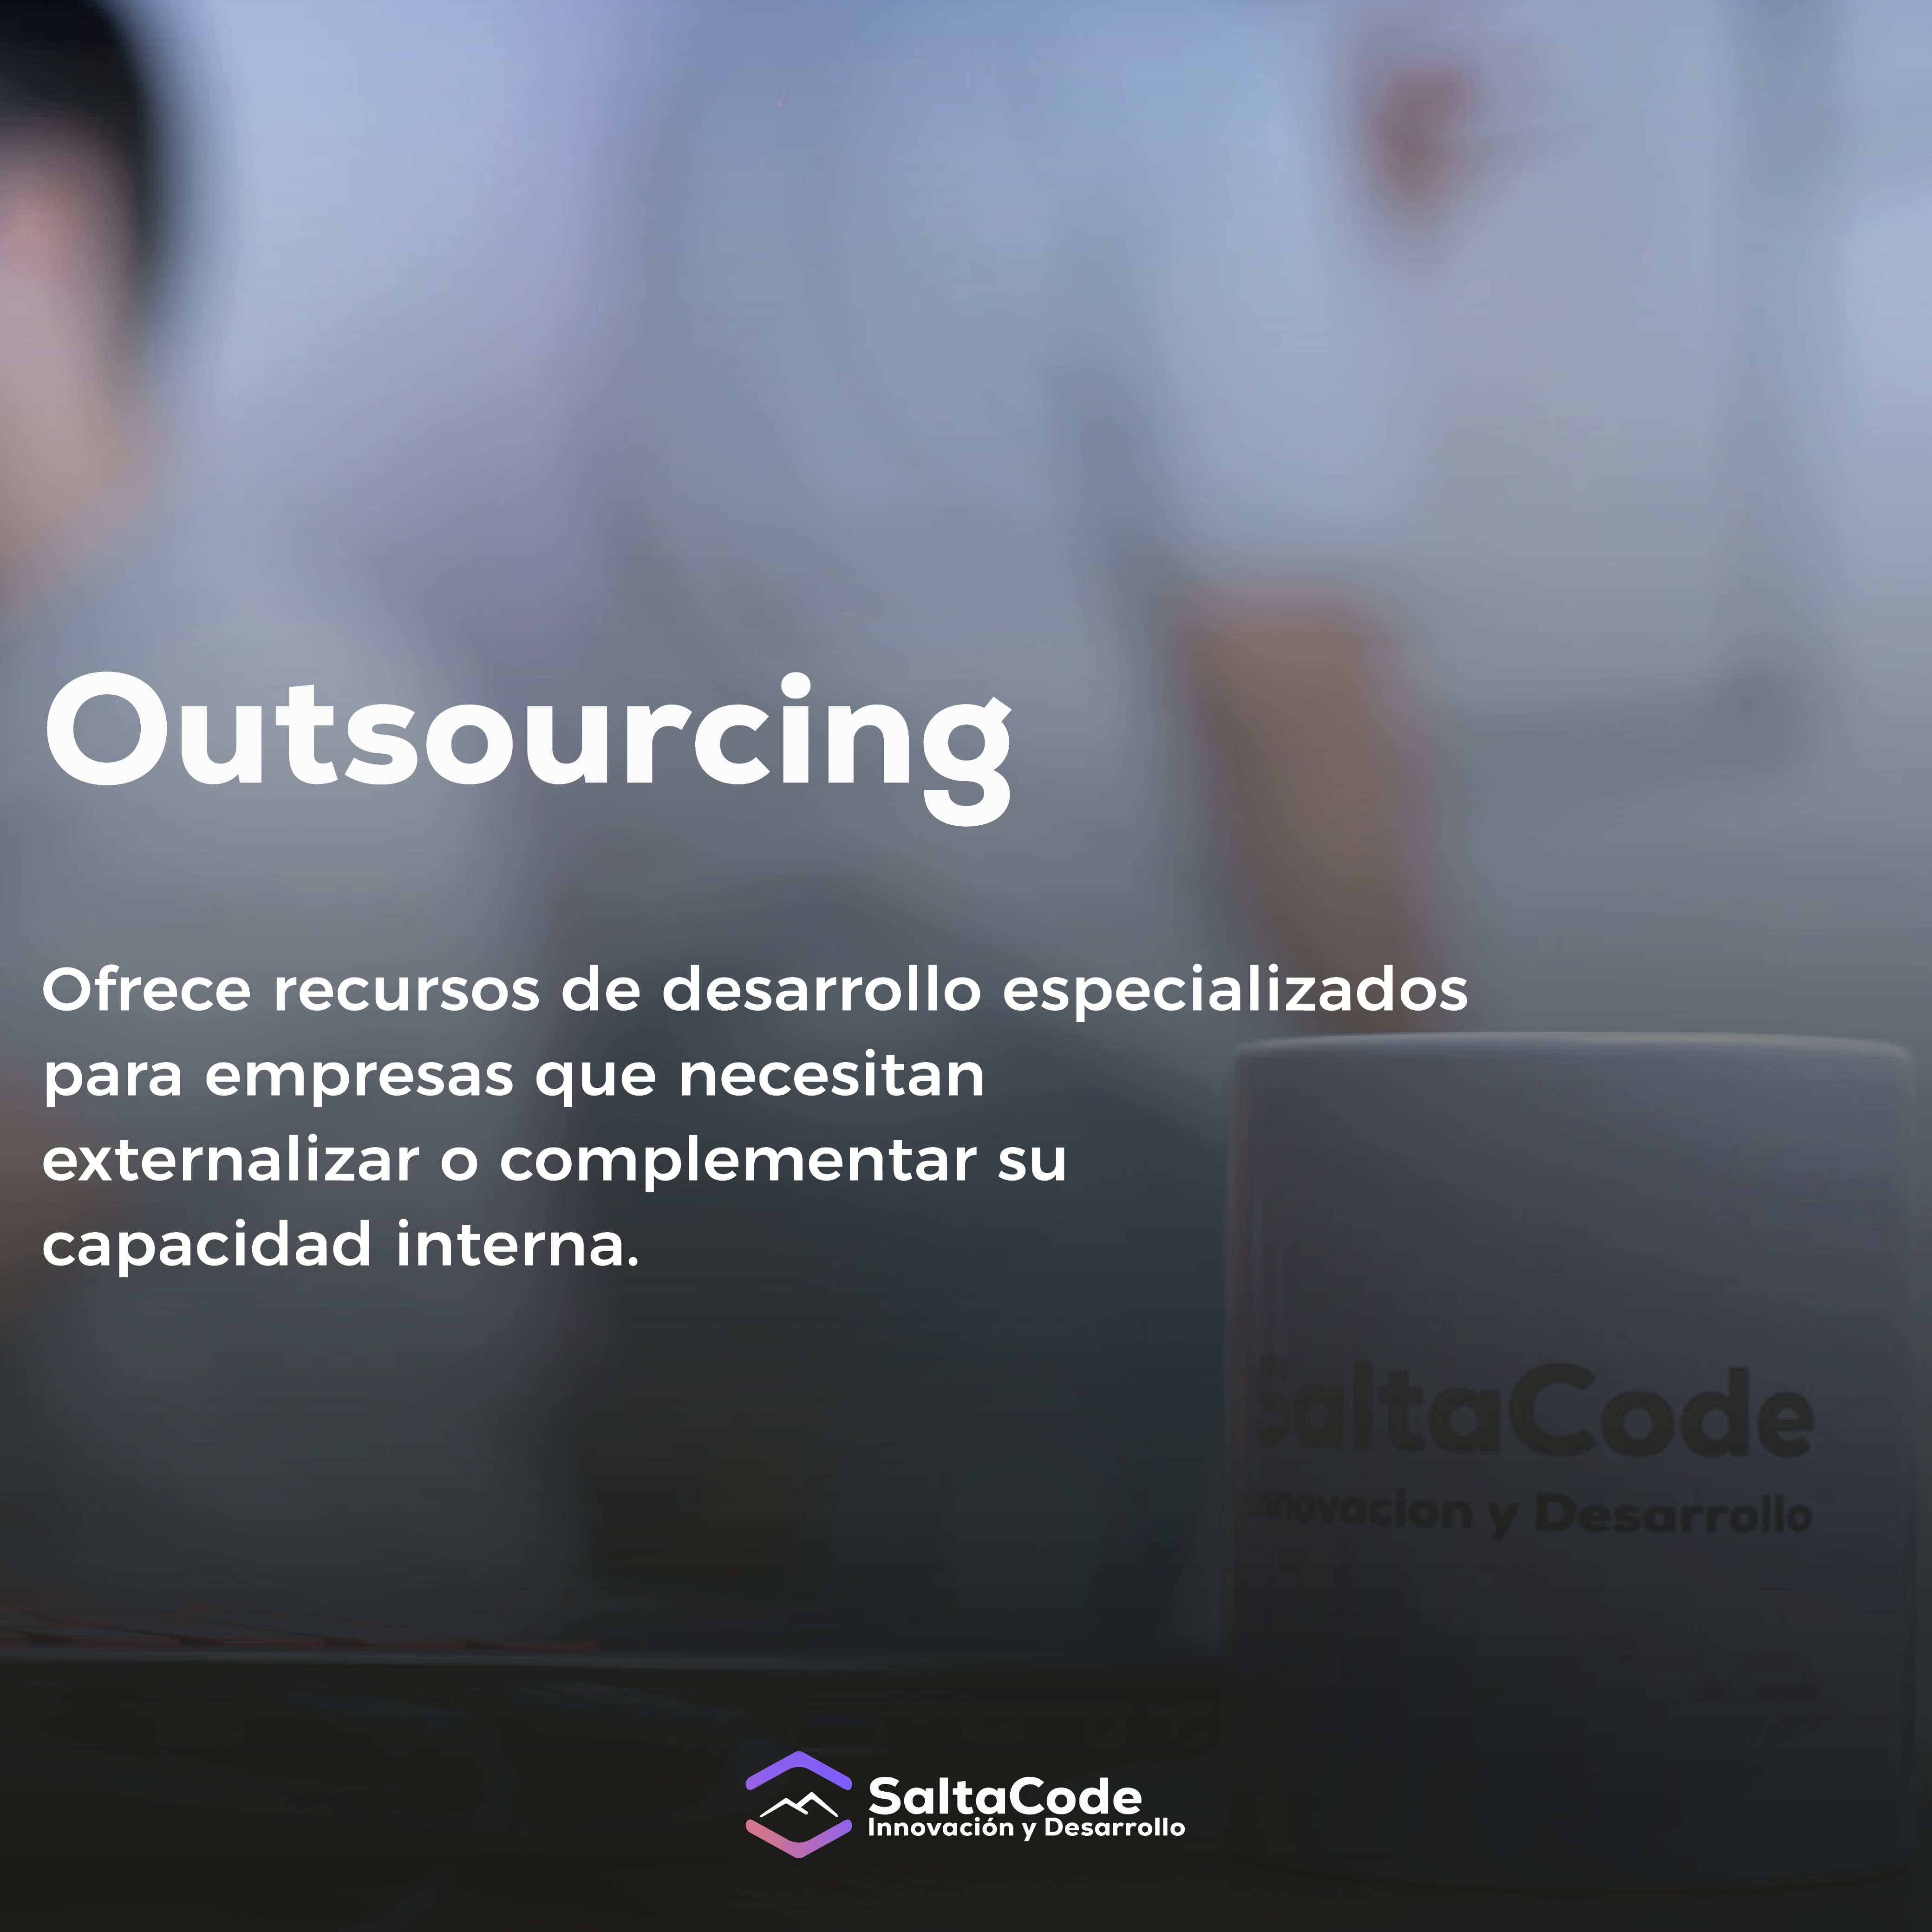 Outsourcing
Ofrece recursos de desarrollo especializados
para empresas que necesitan
externalizar o complementar su
capacidad interna.
SaltaCode
Innovacion y Desarrollo
SaltaCode
Innovación y Desarrollo